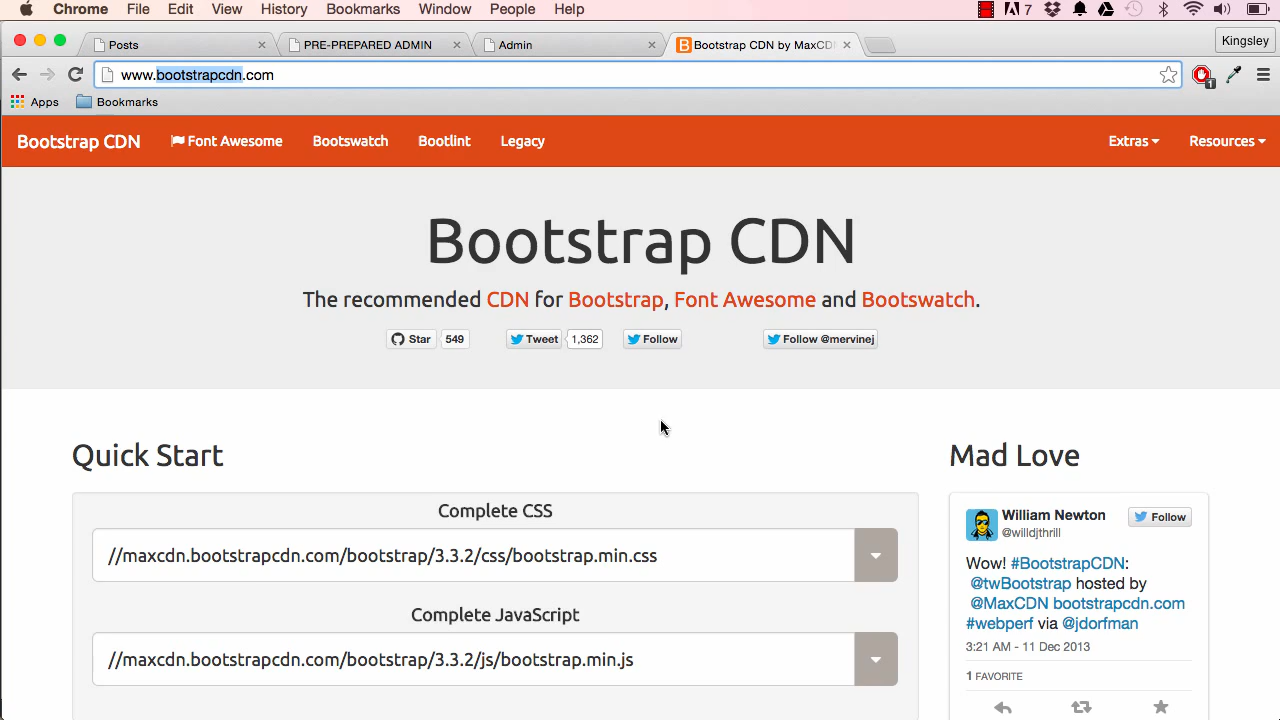 Chrome File Edit View History Bookmarks Window People Help 7
Posts PRE-PREPARED ADMIN Admin Bootstrap CDN by MaxCDN Kingsley
www.bootstrapcdn.com 1
Apps Bookmarks
Bootstrap CDN Font Awesome Bootswatch Bootlint Legacy Extras Resources
Bootstrap CDN
The recommended CDN for Bootstrap, Font Awesome and Bootswatch.
Star 549 Tweet 1,362 Follow Follow @mervinej
Quick Start
Complete CSS
//maxcdn.bootstrapcdn.com/bootstrap/3.3.2/css/bootstrap.min.css
Complete JavaScript
//maxcdn.bootstrapcdn.com/bootstrap/3.3.2/js/bootstrap.min.js
Mad Love
William Newton Follow
@willdjthrill
Wow! #BootstrapCDN:
@twBootstrap hosted by
@MaxCDN bootstrapcdn.com
#webperf via @jdorfman
3:21 AM - 11 Dec 2013
1 FAVORITE